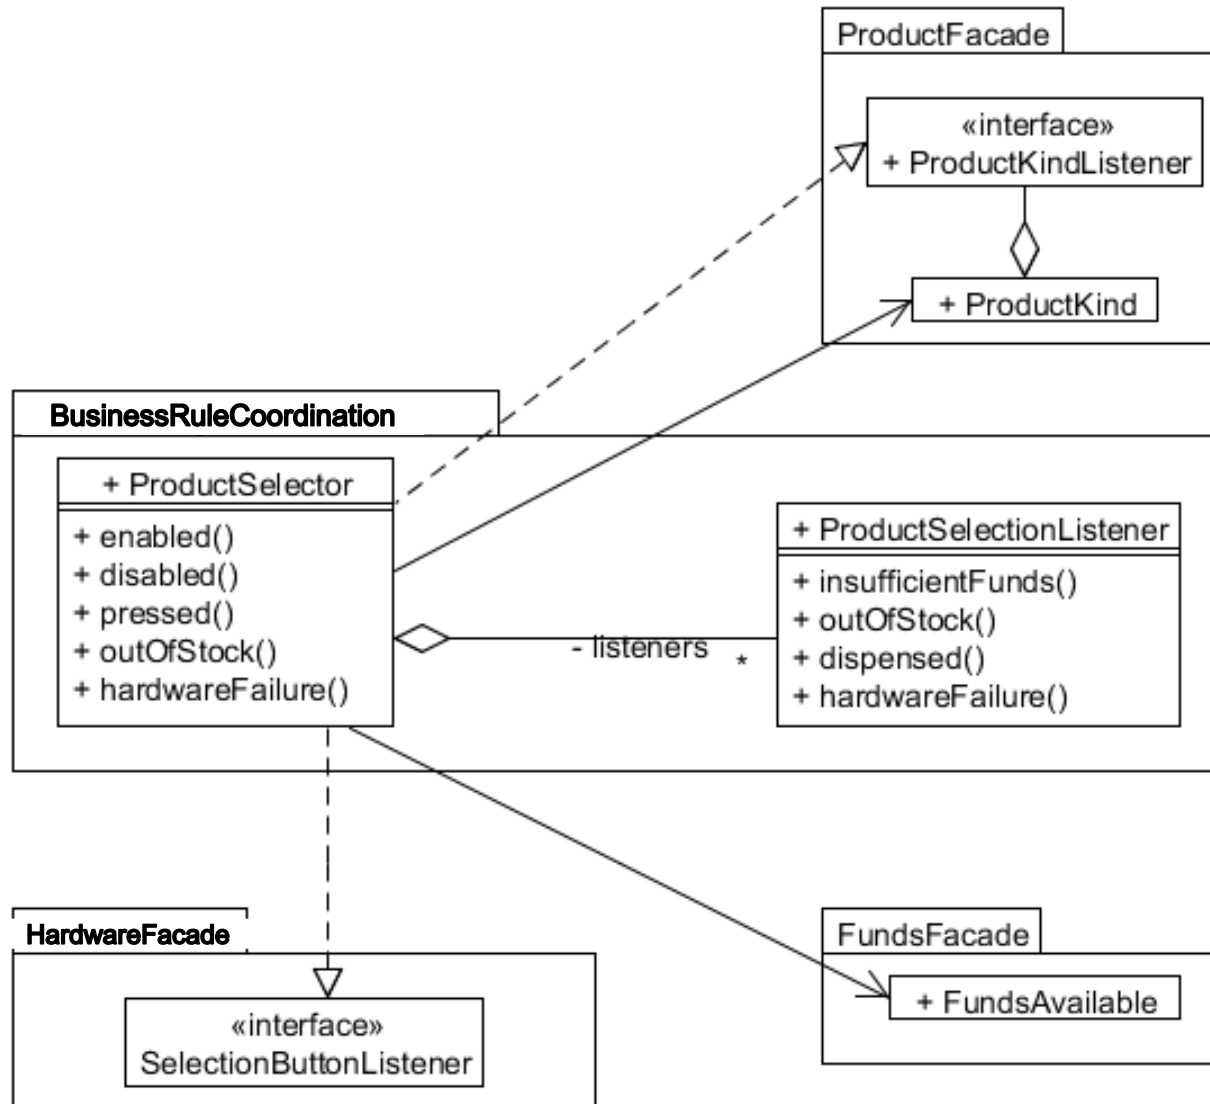 ProductFacade
«interface»
+ ProductKindListener
+ ProductKind
BusinessRuleCoordination
+ ProductSelector
+ enabled()
+ disabled()
+ pressed()
+ outOfStock()
+ hardwareFailure()
- listeners
*
+ ProductSelectionListener
+ insufficientFunds()
+ outOfStock()
+ dispensed()
+ hardwareFailure()
HardwareFacade
«interface»
SelectionButtonListener
FundsFacade
+ FundsAvailable